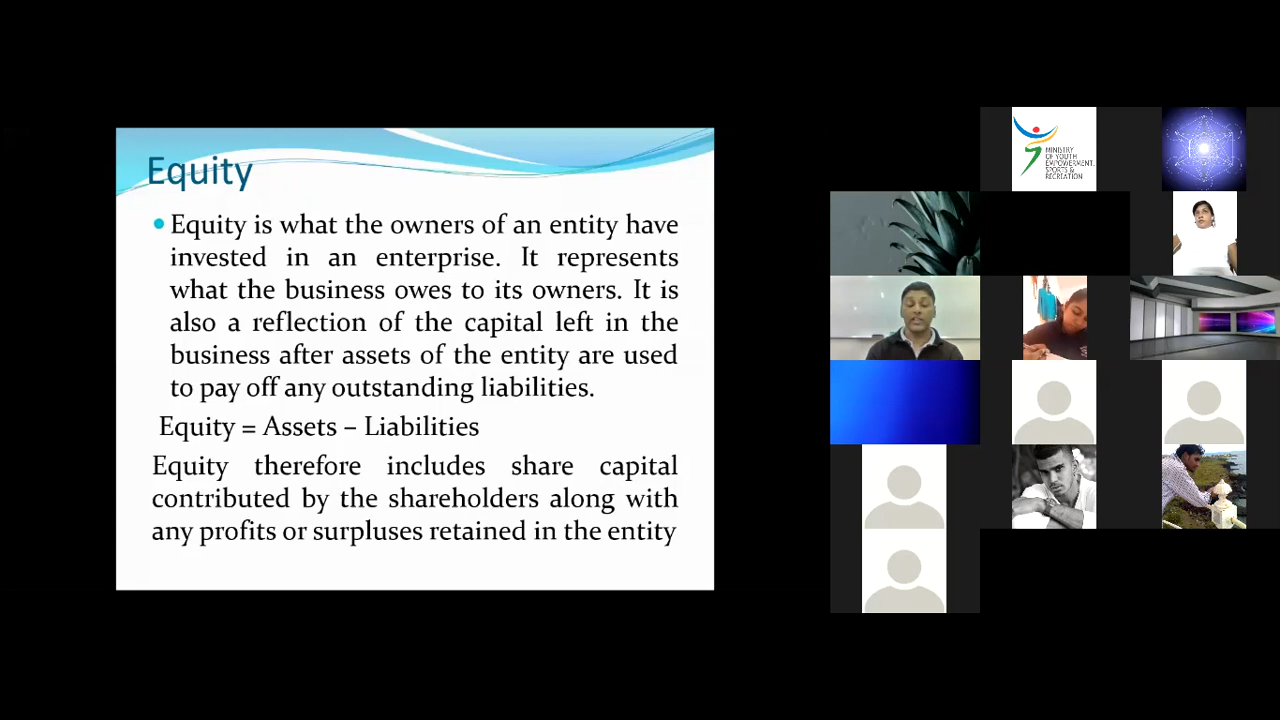 Equity
Equity is what the owners of an entity have
invested in an enterprise. It represents
what the business owes to its owners. It is
also a reflection of the capital left in the
business after assets of the entity are used
to pay off any outstanding liabilities.
Equity = Assets – Liabilities
Equity therefore includes share capital
contributed by the shareholders along with
any profits or surpluses retained in the entity
MINISTRY
OF YOUTH
EMPOWERMENT,
SPORTS &
RECREATION